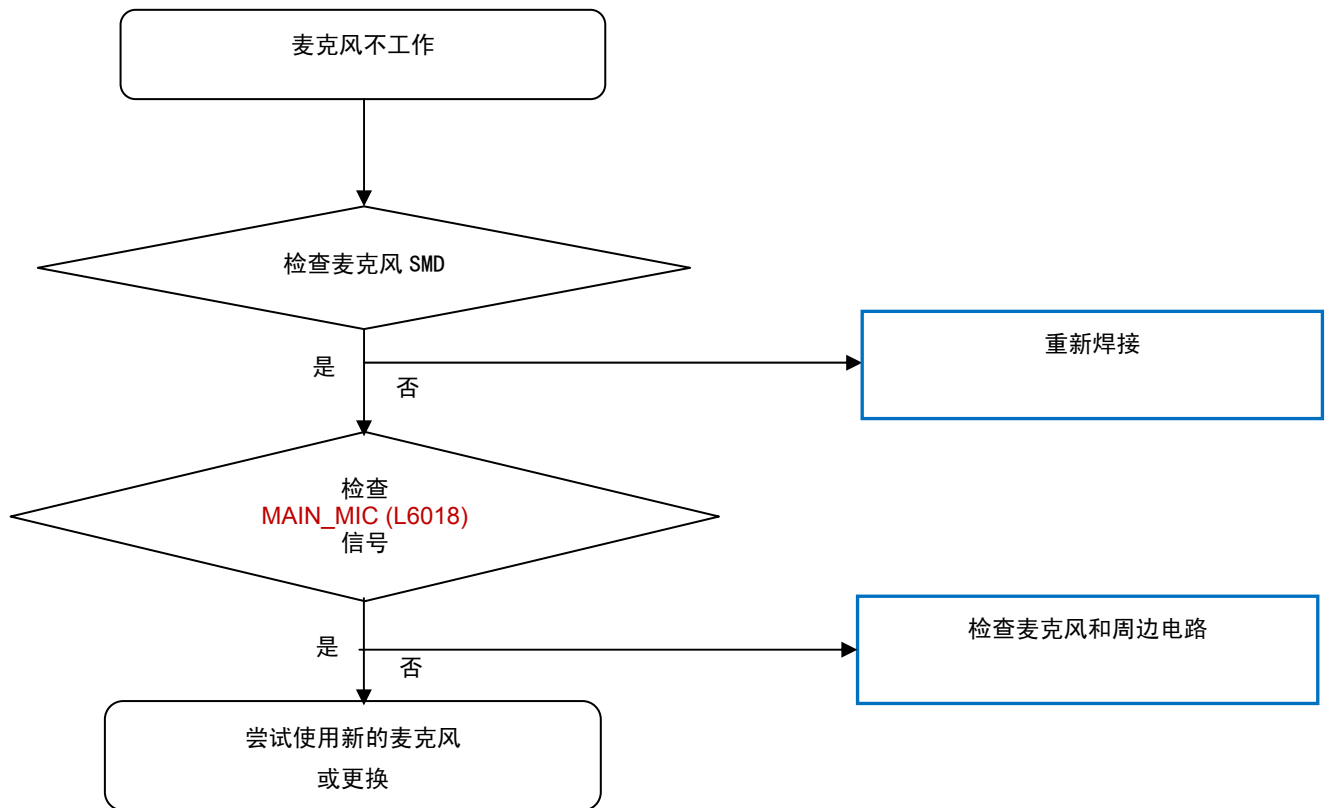 麦克风不工作
检查麦克风 SMD
重新焊接
是
否
检查
MAIN_MIC (L6018)
信号
检查麦克风和周边电路
是
否
尝试使用新的麦克风
或更换